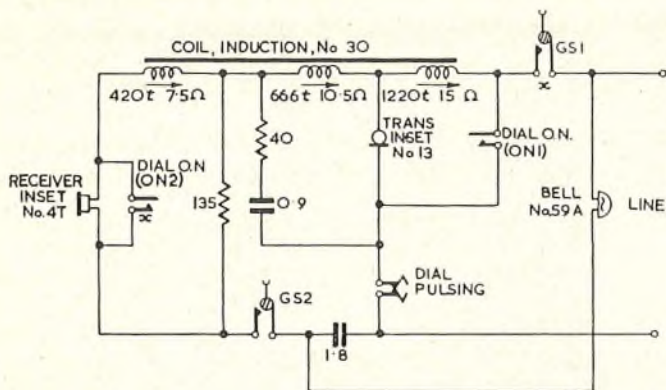 COIL, INDUCTION, No 30
GS1
420t 7·5Ω
666t 10·5Ω
1220t 15 Ω
x
40
TRANS
INSET
No 13
DIAL O.N.
(ON1)
DIAL O.N
(ON2)
RECEIVER
INSET
No. 4T
x
135
0·9
BELL
No. 59A
LINE
DIAL
PULSING
GS2
1·8